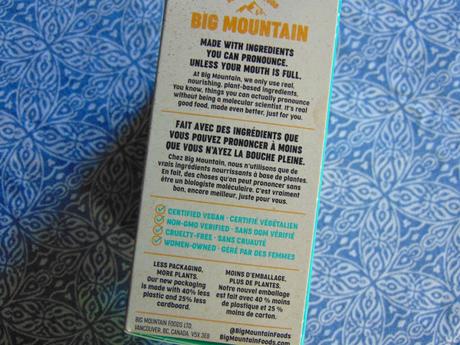 BIG MOUNTAIN
MADE WITH INGREDIENTS
YOU CAN PRONOUNCE.
UNLESS YOUR MOUTH IS FULL.
At Big Mountain, we only use real,
nourishing, plant-based ingredients.
You know, things you can actually pronounce
without being a molecular scientist. It's real
good food, made even better, just for you.
FAIT AVEC DES INGRÉDIENTS QUE
VOUS POUVEZ PRONONCER À MOINS
QUE VOUS N'AYEZ LA BOUCHE PLEINE.
Chez Big Mountain, nous n'utilisons que de
vrais ingrédients nourrissants à base de plantes.
En fait, des choses qu'on peut prononcer sans
être un biologiste moléculaire. C'est vraiment
bon, encore meilleur, juste pour vous.
CERTIFIED VEGAN · CERTIFIÉ VÉGÉTALIEN
NON-GMO VERIFIED · SANS OGM VÉRIFIÉ
CRUELTY-FREE · SANS CRUAUTÉ
WOMEN-OWNED · GÉRÉ PAR DES FEMMES
LESS PACKAGING,
MORE PLANTS.
Our new packaging
is made with 40% less
plastic and 25% less
cardboard.
MOINS D'EMBALLAGE,
PLUS DE PLANTES.
Notre nouvel emballage
est fait avec 40 % moins
de plastique et 25 %
moins de carton.
BIG MOUNTAIN FOODS LTD.
VANCOUVER, BC, CANADA, V5X 3E8
@BigMountainFoods
BigMountainFoods.com